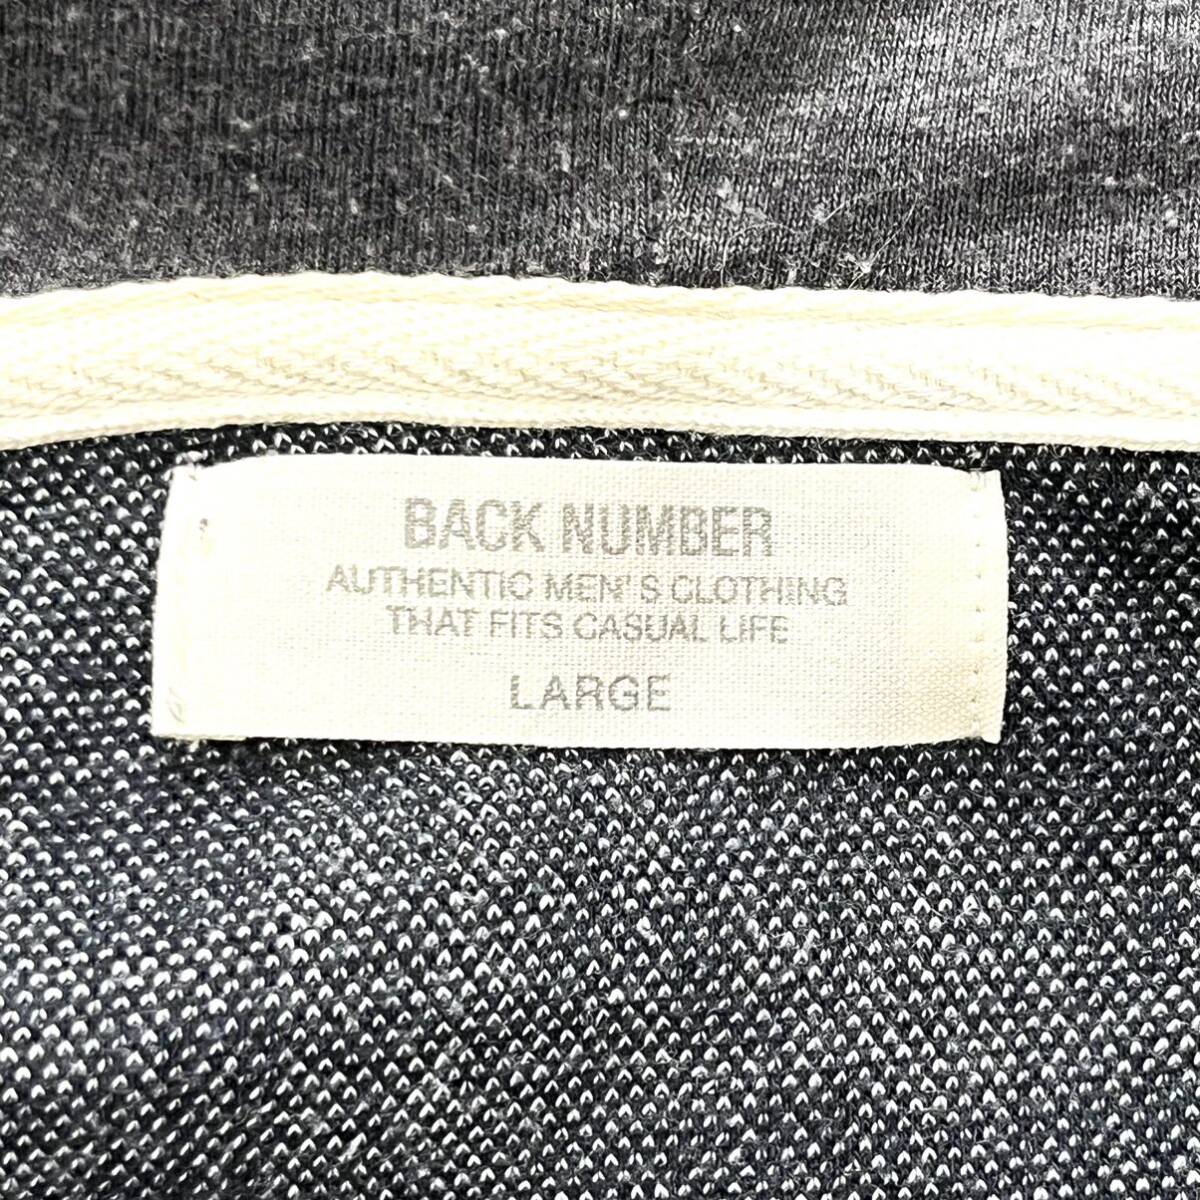 BACK NUMBER
AUTHENTIC MEN'S CLOTHING
THAT FITS CASUAL LIFE
LARGE